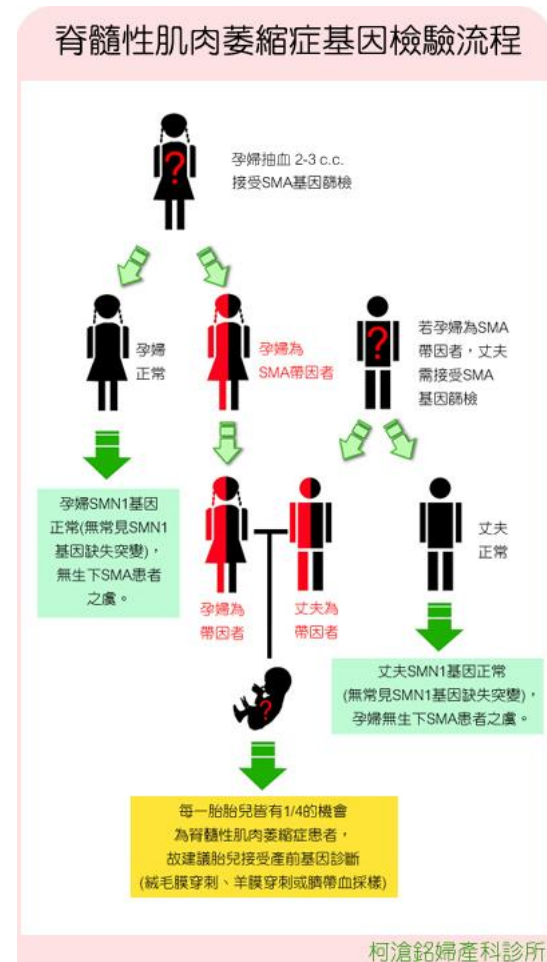 脊髓性肌肉萎縮症基因檢驗流程
?
孕婦抽血 2-3 c.c.
接受SMA基因篩檢
孕婦
正常
孕婦為
SMA帶因者
?
若孕婦為SMA
帶因者，丈夫
需接受SMA
基因篩檢
孕婦SMN1基因
正常(無常見SMN1
基因缺失突變)，
無生下SMA患者
之虞。
孕婦為
帶因者
丈夫為
帶因者
丈夫
正常
?
丈夫SMN1基因正常
(無常見SMN1基因缺失突變)，
孕婦無生下SMA患者之虞。
每一胎胎兒皆有1/4的機會
為脊髓性肌肉萎縮症患者，
故建議胎兒接受產前基因診斷
(絨毛膜穿刺、羊膜穿刺或臍帶血採樣)
柯滄銘婦產科診所